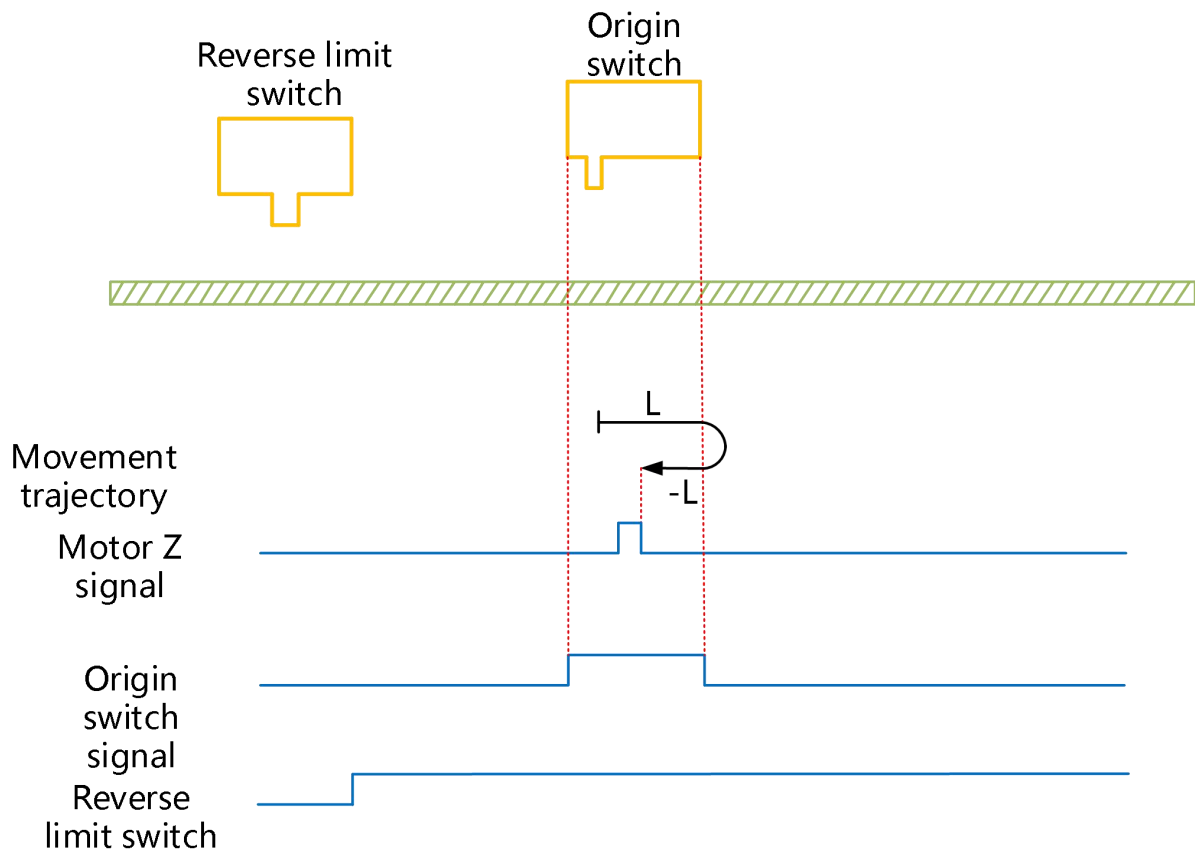 Reverse limit
switch
Origin
switch
L
-L
Movement
trajectory
Motor Z
signal
Origin
switch
signal
Reverse
limit switch